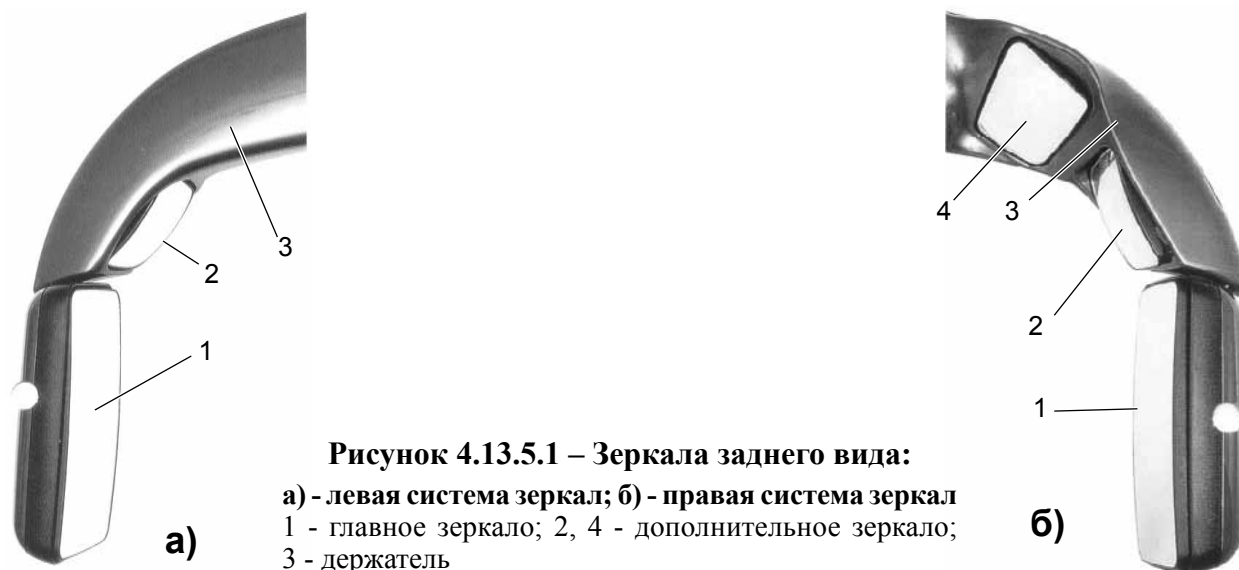 4
3
2
3
2
1
1
Рисунок 4.13.5.1 – Зеркала заднего вида:
а) - левая система зеркал; б) - правая система зеркал
1 - главное зеркало; 2, 4 - дополнительное зеркало;
3 - держатель
а)
б)